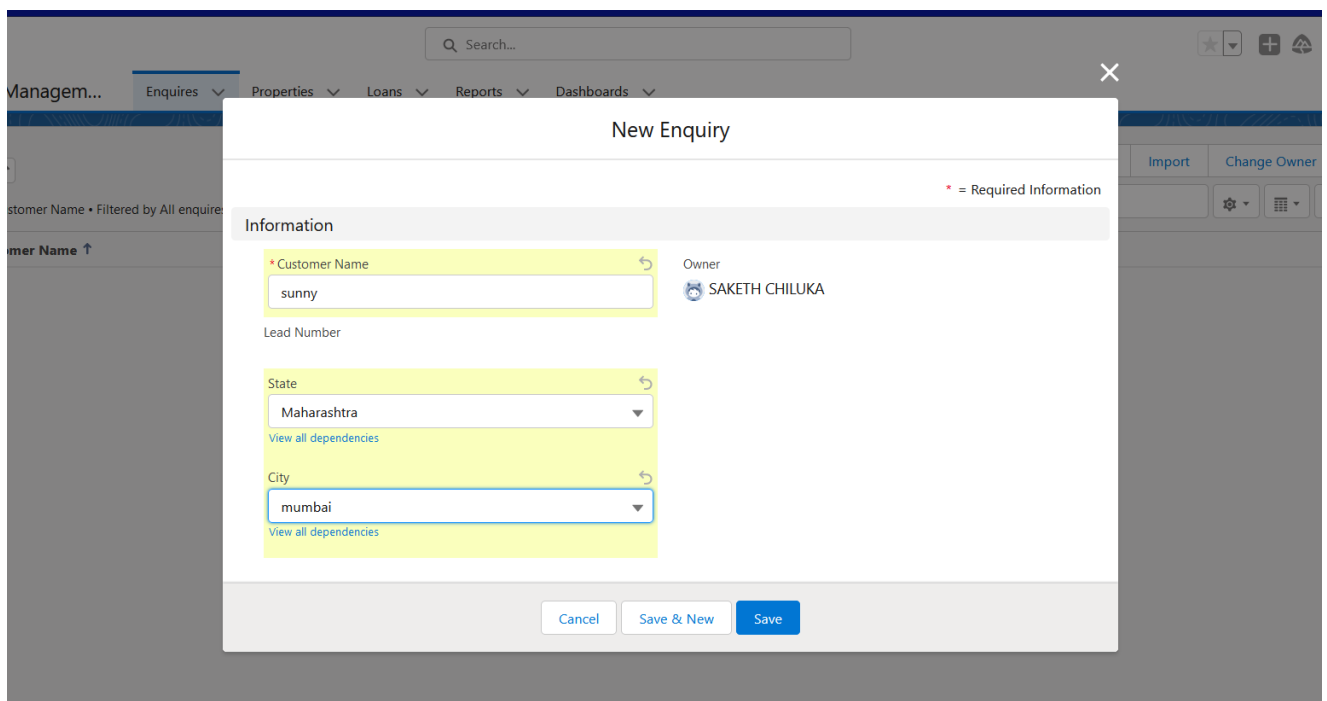 Search...
Managem... Enquires Properties Loans Reports Dashboards
New Enquiry
Import Change Owner
* = Required Information
stomer Name • Filtered by All enquires
Information
omer Name ↑
* Customer Name
sunny
Owner
SAKETH CHILUKA
Lead Number
State
Maharashtra
View all dependencies
City
mumbai
View all dependencies
Cancel Save & New Save